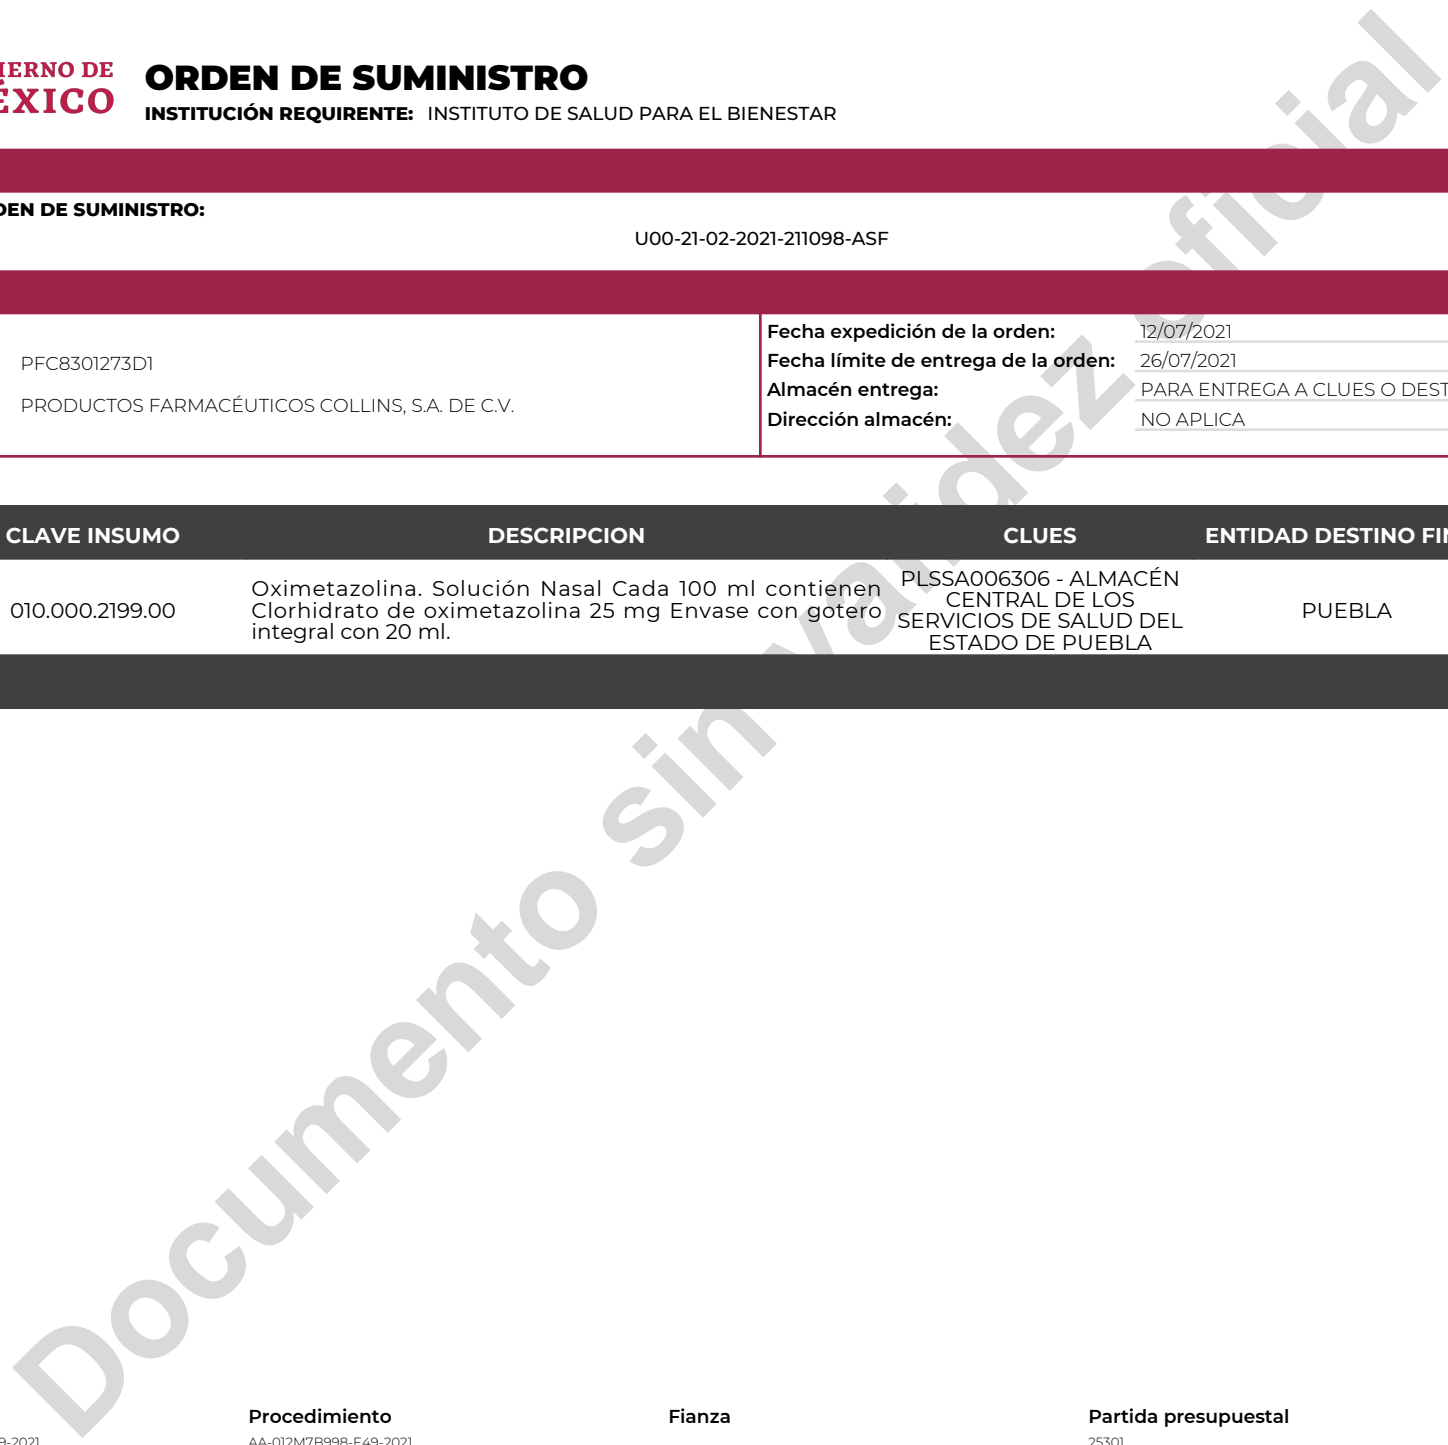 IERNO DE
ÉXICO
ORDEN DE SUMINISTRO
INSTITUCIÓN REQUIRENTE: INSTITUTO DE SALUD PARA EL BIENESTAR
DEN DE SUMINISTRO:
U00-21-02-2021-211098-ASF
PFC8301273D1
PRODUCTOS FARMACÉUTICOS COLLINS, S.A. DE C.V.
Fecha expedición de la orden: 12/07/2021
Fecha límite de entrega de la orden: 26/07/2021
Almacén entrega: PARA ENTREGA A CLUES O DEST
Dirección almacén: NO APLICA
CLAVE INSUMO DESCRIPCION CLUES ENTIDAD DESTINO FIN
010.000.2199.00
Oximetazolina. Solución Nasal Cada 100 ml contienen
Clorhidrato de oximetazolina 25 mg Envase con gotero
integral con 20 ml.
PLSSA006306 - ALMACÉN
CENTRAL DE LOS
SERVICIOS DE SALUD DEL
ESTADO DE PUEBLA
PUEBLA
Documento sin validez oficial
Procedimiento Fianza Partida presupuestal
9-2021 AA-012M7B998-E49-2021 25301